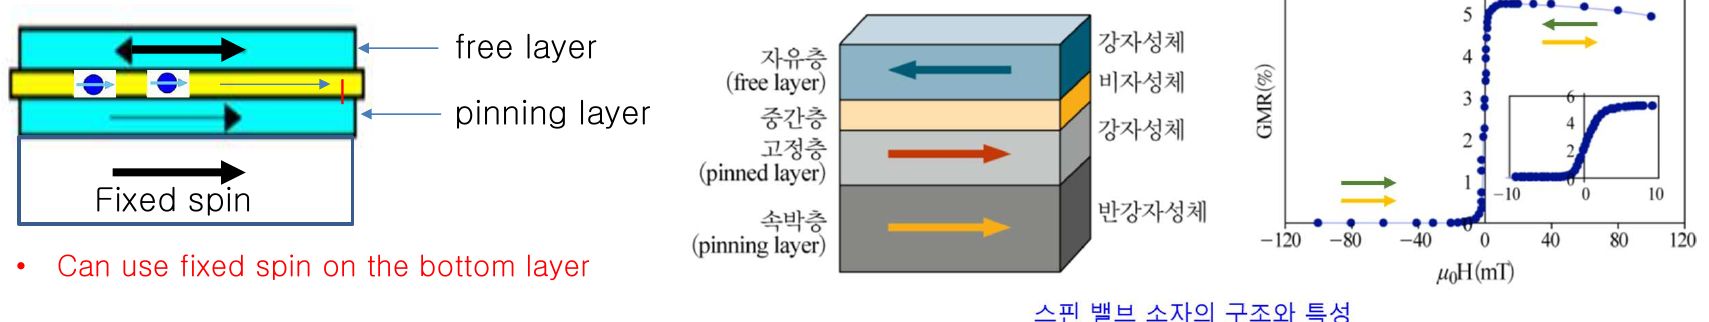 free layer
pinning layer
Fixed spin
• Can use fixed spin on the bottom layer
자유층
(free layer)
중간층
고정층
(pinned layer)
속박층
(pinning layer)
강자성체
비자성체
강자성체
반강자성체
GMR(%)
5
4
3
2
1
0
−120
−80
−40
0
40
80
120
μ₀H(mT)
6
4
2
0
−10
0
10
스핀 밸브 소자의 구조와 특성